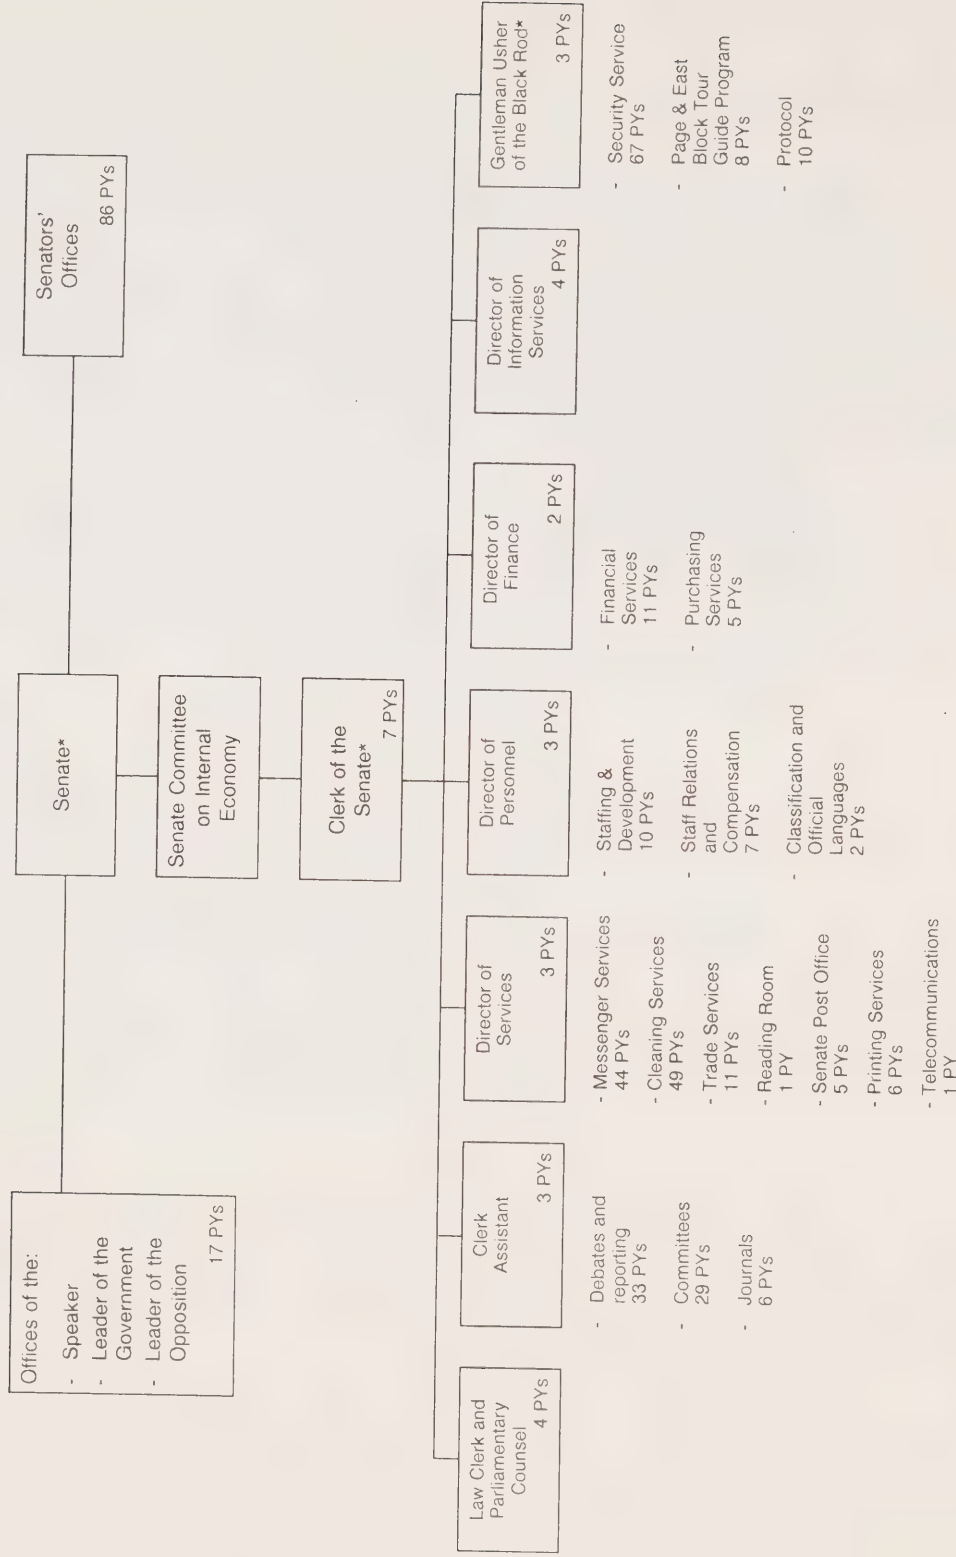 Offices of the:
- Speaker
- Leader of the
Government
- Leader of the
Opposition
17 PYs
Senate*
Senators'
Offices
86 PYs
Senate Committee
on Internal
Economy
Clerk of the
Senate*
7 PYs
Law Clerk and
Parliamentary
Counsel
4 PYs
Clerk
Assistant
3 PYs
- Debates and
reporting
33 PYs
- Committees
29 PYs
- Journals
6 PYs
Director of
Services
3 PYs
- Messenger Services
44 PYs
- Cleaning Services
49 PYs
- Trade Services
11 PYs
- Reading Room
1 PY
- Senate Post Office
5 PYs
- Printing Services
6 PYs
- Telecommunications
1 PY
Director of
Personnel
3 PYs
- Staffing &
Development
10 PYs
- Staff Relations
and
Compensation
7 PYs
- Classification and
Official
Languages
2 PYs
Director of
Finance
2 PYs
- Financial
Services
11 PYs
- Purchasing
Services
5 PYs
Director of
Information
Services
4 PYs
Gentleman Usher
of the Black Rod*
3 PYs
- Security Service
67 PYs
- Page & East
Block Tour
Guide Program
8 PYs
- Protocol
10 PYs